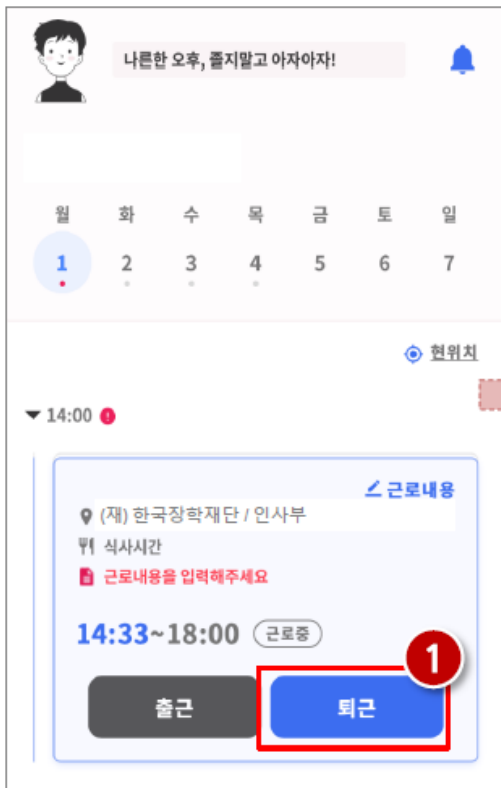 나른한 오후, 졸지말고 아자아자!
월 화 수 목 금 토 일
1 2 3 4 5 6 7
현위치
14:00 !
근로내용
(재) 한국장학재단 / 인사부
식사시간
근로내용을 입력해주세요
14:33~18:00 근로중
1
출근 퇴근